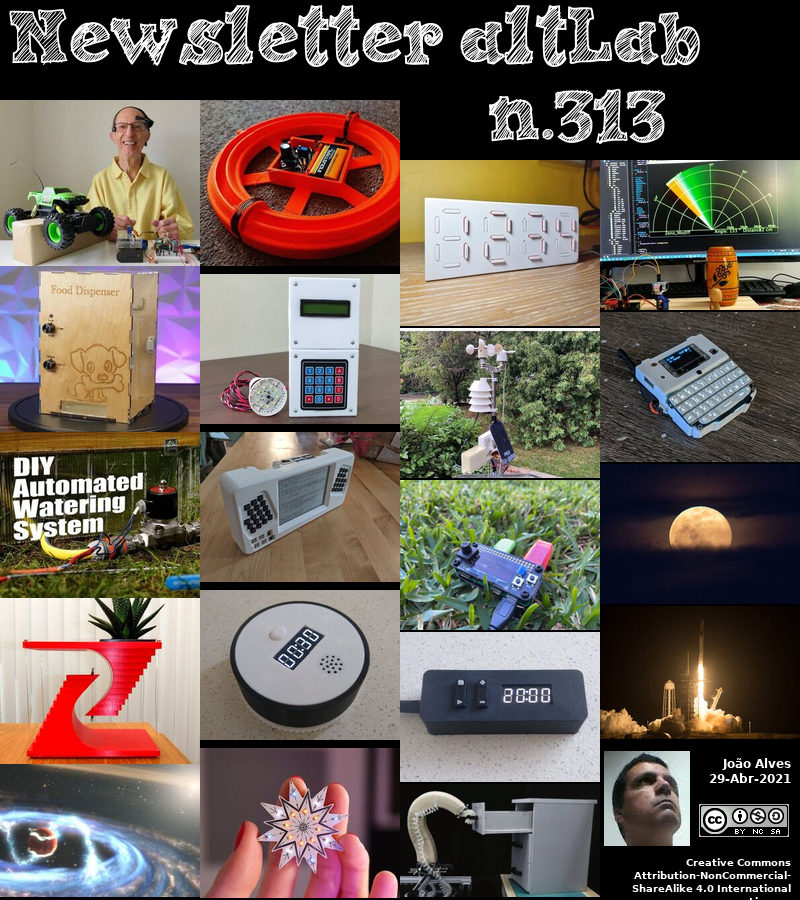 Newsletter altLab
n.313
Food Dispenser
DIY
Automated
Watering
System
00:30
20:00
João Alves
29-Abr-2021
cc
BY NC SA
Creative Commons
Attribution-NonCommercial-
ShareAlike 4.0 International